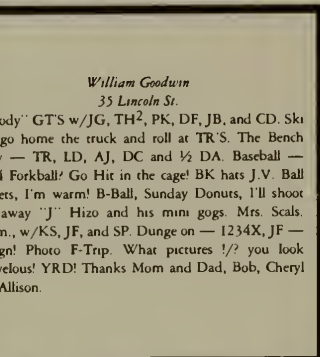 William Goodwin
35 Lincoln St.
ody" GT'S w/JG, TH², PK, DF, JB, and CD. Ski
go home the truck and roll at TR'S. The Bench
— TR, LD, AJ, DC and ½ DA. Baseball —
Forkball? Go Hit in the cage! BK hats J.V. Ball
ets, I'm warm! B-Ball, Sunday Donuts, I'll shoot
away "J" Hizo and his mini gogs. Mrs. Scals.
n., w/KS, JF, and SP. Dunge on — 1234X, JF —
gn! Photo F-Trip. What pictures !/? you look
velous! YRD! Thanks Mom and Dad, Bob, Cheryl
Allison.